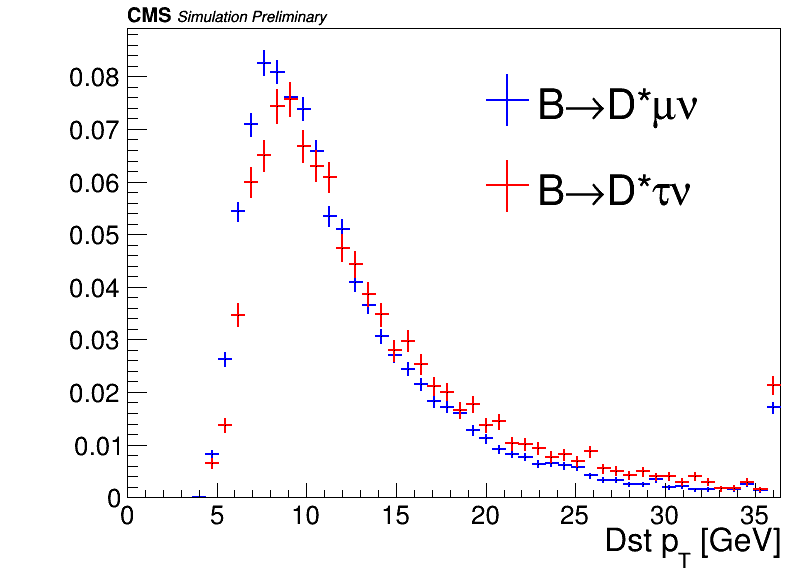 CMS Simulation Preliminary
0.08
0.07
0.06
0.05
0.04
0.03
0.02
0.01
0
B→D*μν
B→D*τν
0 5 10 15 20 25 30 35
Dst p_T [GeV]